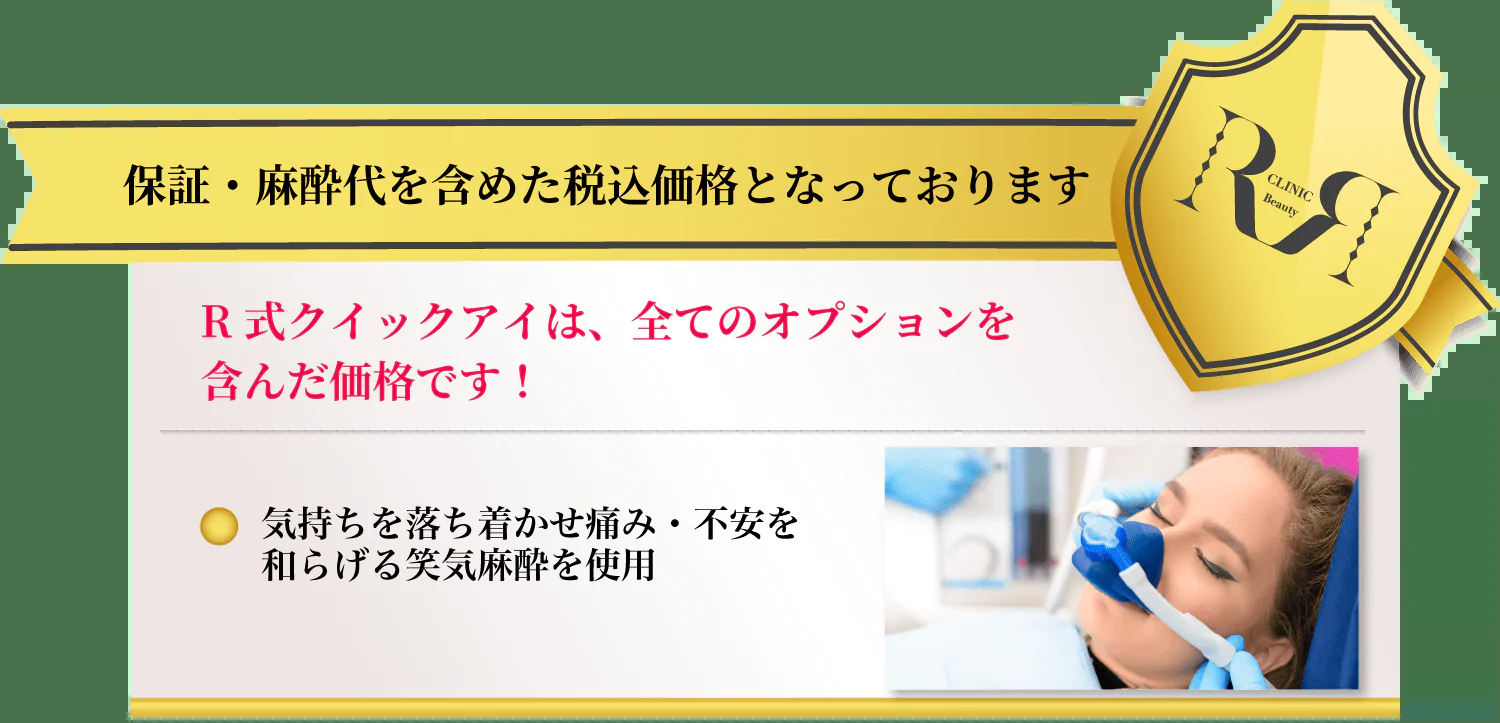 保証・麻酔代を含めた税込価格となっております
R CLINIC R
Beauty
R 式クイックアイは、全てのオプションを
含んだ価格です！
気持ちを落ち着かせ痛み・不安を
和らげる笑気麻酔を使用